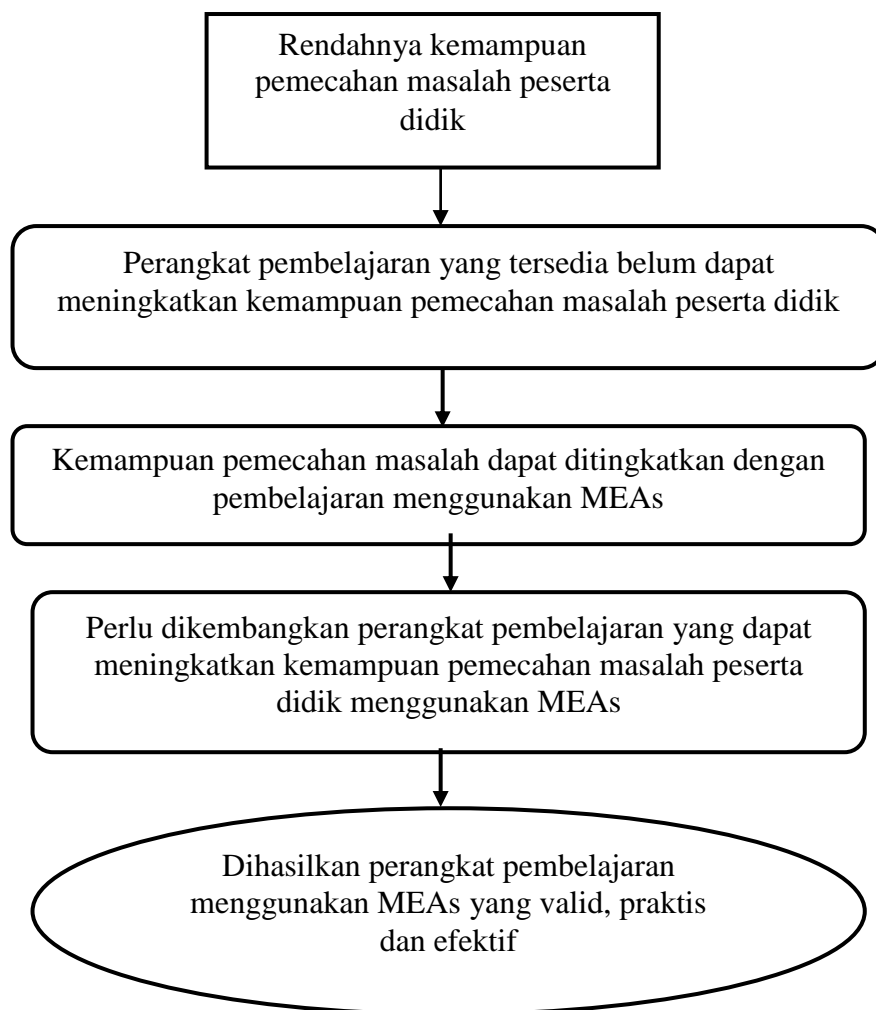 Rendahnya kemampuan
pemecahan masalah peserta
didik
Perangkat pembelajaran yang tersedia belum dapat
meningkatkan kemampuan pemecahan masalah peserta didik
Kemampuan pemecahan masalah dapat ditingkatkan dengan
pembelajaran menggunakan MEAs
Perlu dikembangkan perangkat pembelajaran yang dapat
meningkatkan kemampuan pemecahan masalah peserta
didik menggunakan MEAs
Dihasilkan perangkat pembelajaran
menggunakan MEAs yang valid, praktis
dan efektif